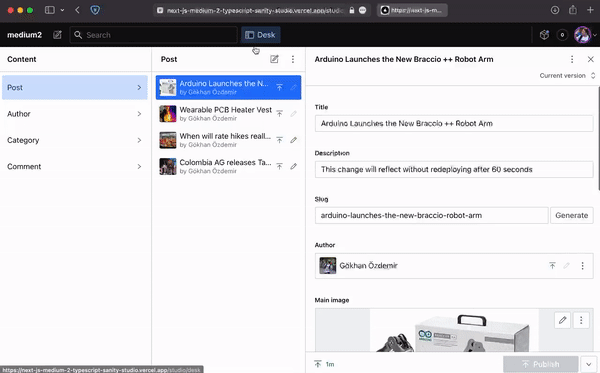 next-js-medium-2-typescript-sanity-studio.vercel.app/studio
https://next-js-m...
medium2
Search
Desk
0
Content
Post
Author
Category
Comment
Post
Arduino Launches the N...
by Gökhan Özdemir
Wearable PCB Heater Vest
by Gökhan Özdemir
When will rate hikes reall...
by Gökhan Özdemir
Colombia AG releases Ta...
by Gökhan Özdemir
Arduino Launches the New Braccio ++ Robot Arm
Current version
Title
Arduino Launches the New Braccio ++ Robot Arm
Description
This change will reflect without redeploying after 60 seconds
Slug
arduino-launches-the-new-braccio-robot-arm
Generate
Author
Gökhan Özdemir
Main image
1m
Publish
https://next-js-medium-2-typescript-sanity-studio.vercel.app/studio/desk